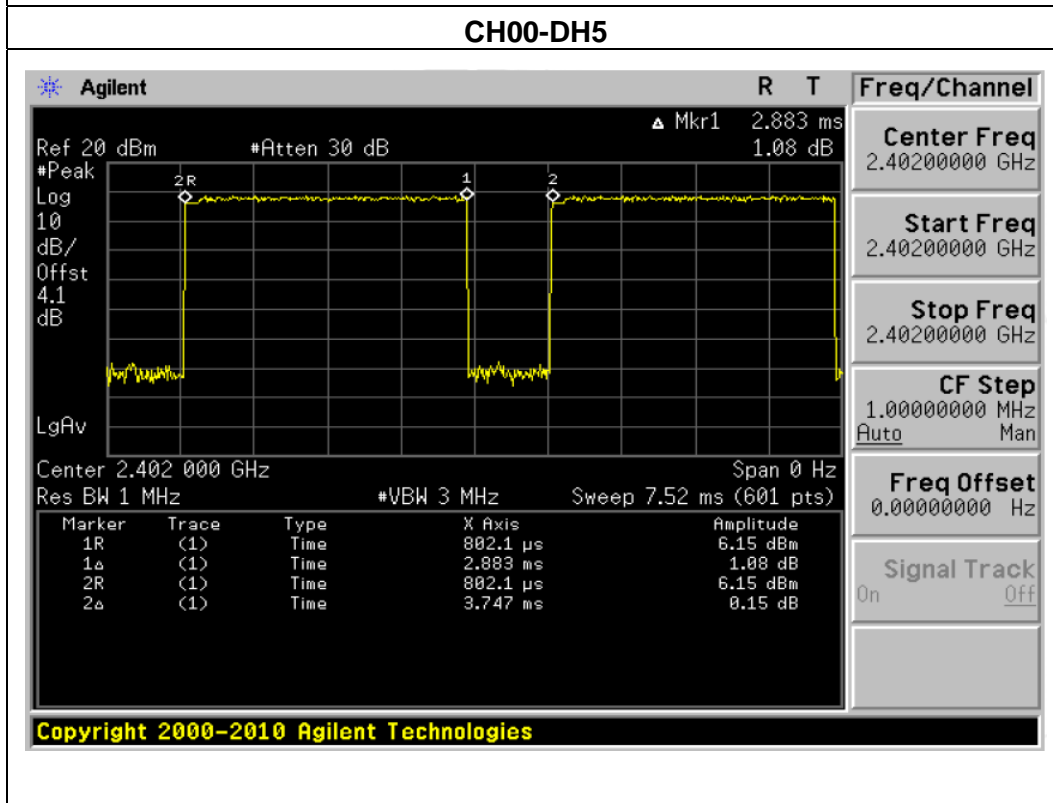 CH00-DH5
Agilent R T Freq/Channel
▵ Mkr1 2.883 ms
Ref 20 dBm #Atten 30 dB 1.08 dB
#Peak
Log
10
dB/
Offst
4.1
dB
2R 1 2
LgAv
Center 2.402 000 GHz Span 0 Hz
Res BW 1 MHz #VBW 3 MHz Sweep 7.52 ms (601 pts)
Marker Trace Type X Axis Amplitude
1R (1) Time 802.1 µs 6.15 dBm
1▵ (1) Time 2.883 ms 1.08 dB
2R (1) Time 802.1 µs 6.15 dBm
2▵ (1) Time 3.747 ms 0.15 dB
Center Freq
2.40200000 GHz
Start Freq
2.40200000 GHz
Stop Freq
2.40200000 GHz
CF Step
1.00000000 MHz
Auto Man
Freq Offset
0.00000000 Hz
Signal Track
On Off
Copyright 2000-2010 Agilent Technologies